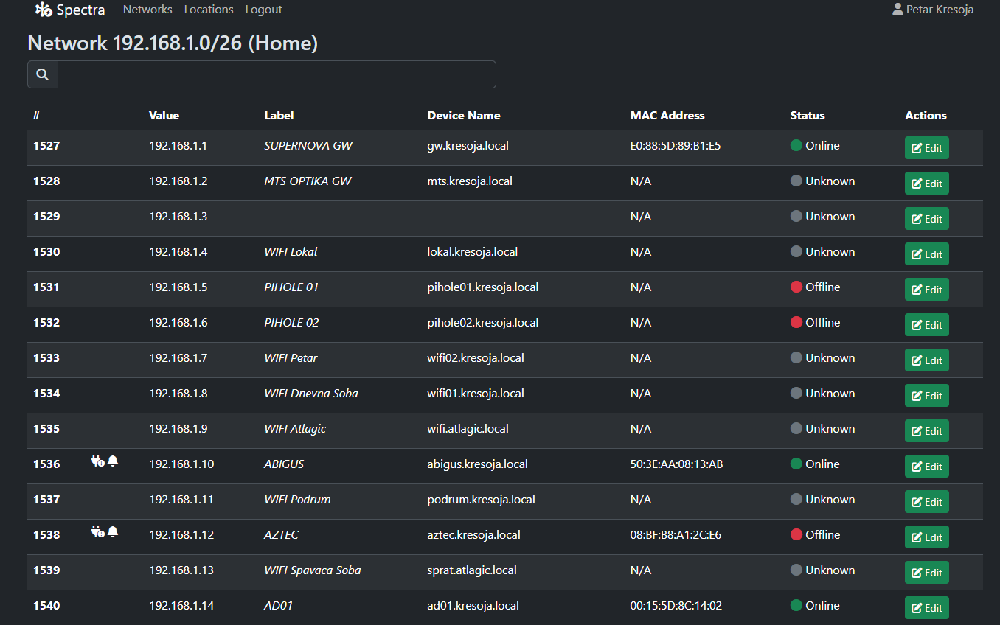 Spectra Networks Locations Logout Petar Kresoja
Network 192.168.1.0/26 (Home)
# Value Label Device Name MAC Address Status Actions
1527 192.168.1.1 SUPERNOVA GW gw.kresoja.local E0:88:5D:89:B1:E5 Online Edit
1528 192.168.1.2 MTS OPTIKA GW mts.kresoja.local N/A Unknown Edit
1529 192.168.1.3 N/A Unknown Edit
1530 192.168.1.4 WIFI Lokal lokal.kresoja.local N/A Unknown Edit
1531 192.168.1.5 PIHOLE 01 pihole01.kresoja.local N/A Offline Edit
1532 192.168.1.6 PIHOLE 02 pihole02.kresoja.local N/A Offline Edit
1533 192.168.1.7 WIFI Petar wifi02.kresoja.local N/A Unknown Edit
1534 192.168.1.8 WIFI Dnevna Soba wifi01.kresoja.local N/A Unknown Edit
1535 192.168.1.9 WIFI Atlagic wifi.atlagic.local N/A Unknown Edit
1536 192.168.1.10 ABIGUS abigus.kresoja.local 50:3E:AA:08:13:AB Online Edit
1537 192.168.1.11 WIFI Podrum podrum.kresoja.local N/A Unknown Edit
1538 192.168.1.12 AZTEC aztec.kresoja.local 08:BF:B8:A1:2C:E6 Offline Edit
1539 192.168.1.13 WIFI Spavaca Soba sprat.atlagic.local N/A Unknown Edit
1540 192.168.1.14 AD01 ad01.kresoja.local 00:15:5D:8C:14:02 Online Edit